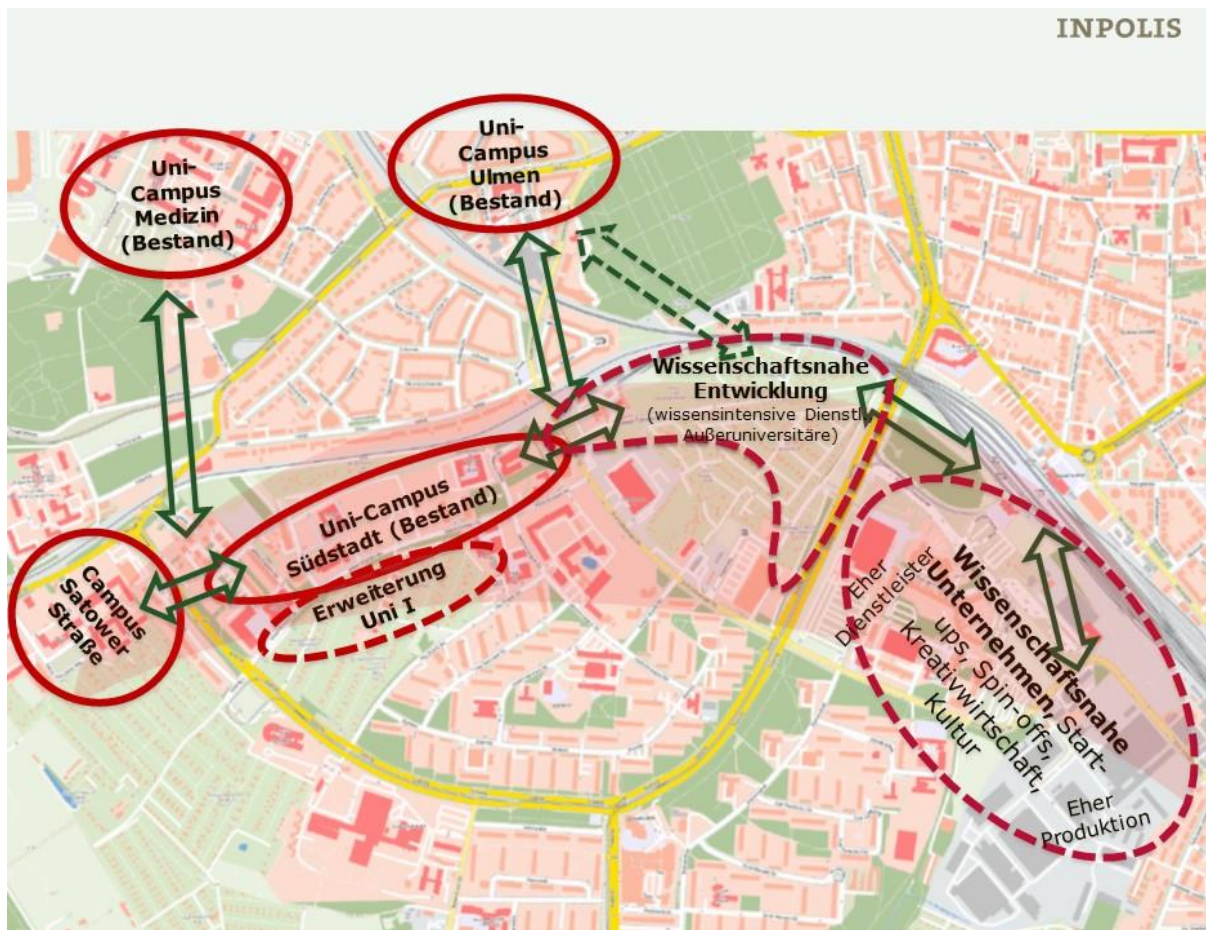 INPOLIS
Uni-
Campus
Medizin
(Bestand)
Uni-
Campus
Ulmen
(Bestand)
Wissenschaftsnahe
Entwicklung
(wissensintensive Dienstl.
Außeruniversitäre)
Uni-Campus
Südstadt (Bestand)
Erweiterung
Uni I
Campus
Satower
Straße
Eher
Dienstleister
Wissenschaftsnahe
Unternehmen, Start-
ups, Spin-offs,
Kreativwirtschaft,
Kultur
Eher
Produktion